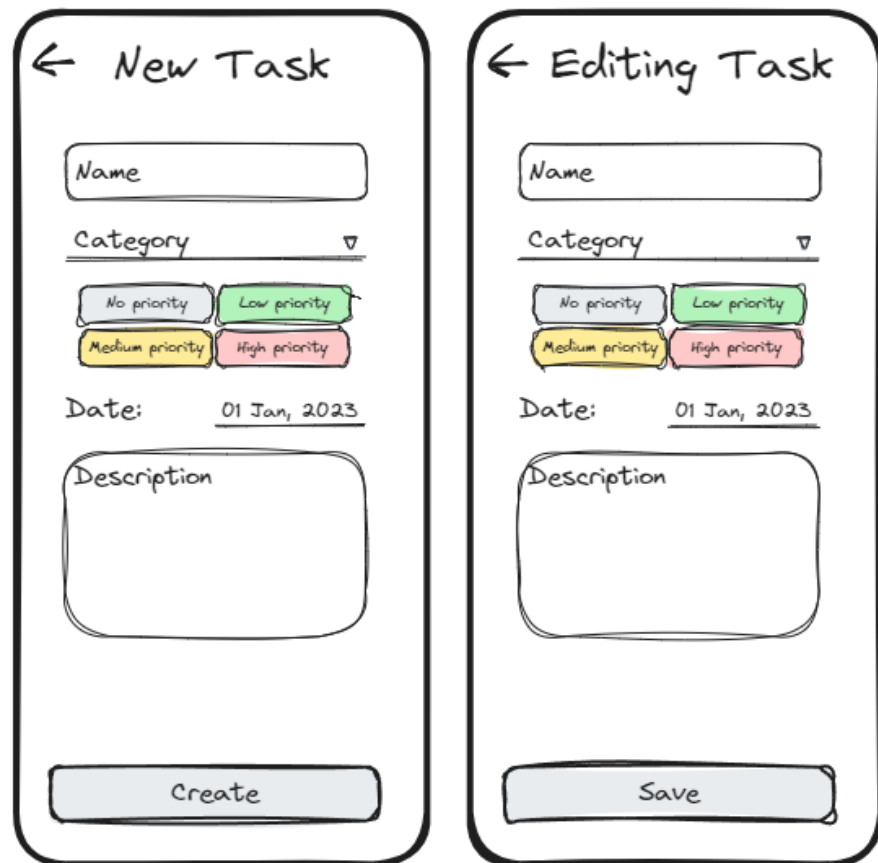 ← New Task
Name
Category ▽
No priority Low priority
Medium priority High priority
Date: 01 Jan, 2023
Description
Create
← Editing Task
Name
Category ▽
No priority Low priority
Medium priority High priority
Date: 01 Jan, 2023
Description
Save